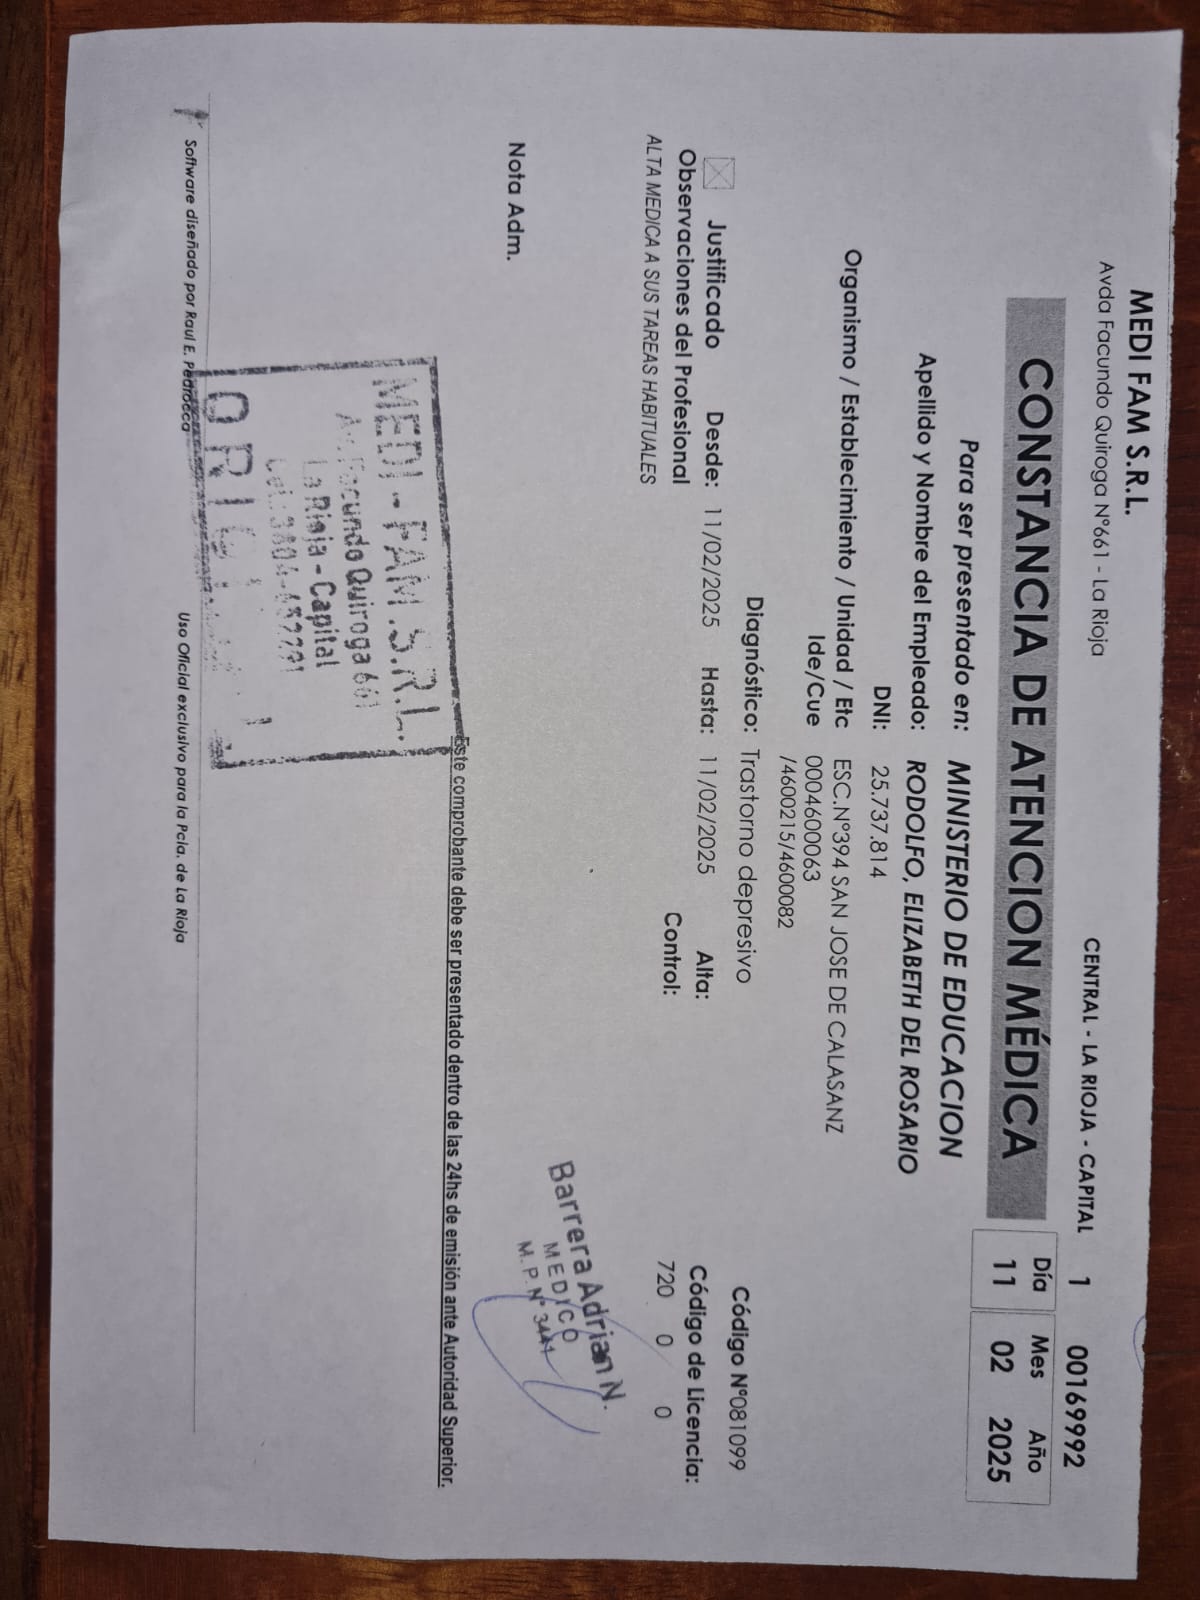 MEDI FAM S.R.L.
Avda Facundo Quiroga N°661 - La Rioja
CENTRAL - LA RIOJA - CAPITAL 1 00169992
CONSTANCIA DE ATENCION MÉDICA
Día Mes Año
11 02 2025
Para ser presentado en: MINISTERIO DE EDUCACION
Apellido y Nombre del Empleado: RODOLFO, ELIZABETH DEL ROSARIO
DNI: 25.737.814
Organismo / Establecimiento / Unidad / Etc ESC.N°394 SAN JOSE DE CALASANZ
Ide/Cue 0004600063
/4600215/4600082
Diagnóstico: Trastorno depresivo
Código N°081099
Justificado Desde: 11/02/2025 Hasta: 11/02/2025 Alta:
Código de Licencia:
Observaciones del Profesional
Control:
720 0 0
ALTA MEDICA A SUS TAREAS HABITUALES
Barrera Adrian N.
MEDICO
M.P.N° 3441
Nota Adm.
Este comprobante debe ser presentado dentro de las 24hs de emisión ante Autoridad Superior.
MEDI - FAM .S.R.L.
Av. Facundo Quiroga 661
La Rioja - Capital
Software diseñado por Raul E. Pedrocca
Uso Oficial exclusivo para la Pcia. de La Rioja